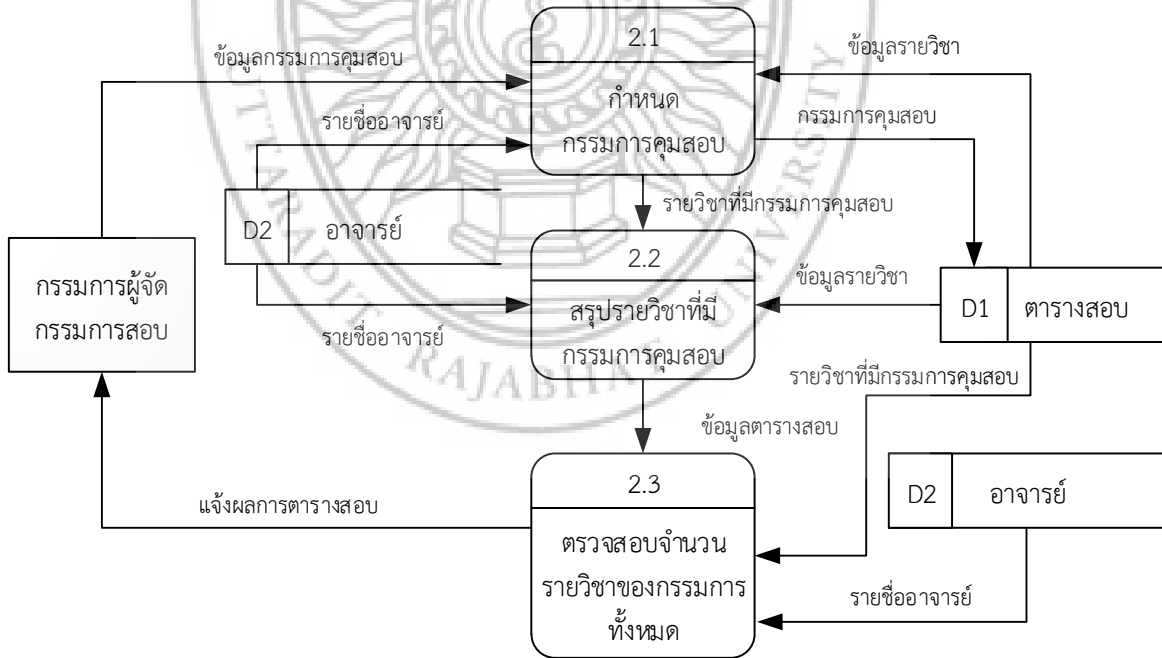 2.1
ข้อมูลรายวิชา
ข้อมูลกรรมการคุมสอบ
กำหนด
กรรมการคุมสอบ
กรรมการคุมสอบ
รายชื่ออาจารย์
รายวิชาที่มีกรรมการคุมสอบ
D2
อาจารย์
2.2
ข้อมูลรายวิชา
กรรมการผู้จัด
กรรมการสอบ
สรุปรายวิชาที่มี
กรรมการคุมสอบ
D1
ตารางสอบ
รายชื่ออาจารย์
รายวิชาที่มีกรรมการคุมสอบ
ข้อมูลตารางสอบ
2.3
D2
อาจารย์
แจ้งผลการตารางสอบ
ตรวจสอบจำนวน
รายวิชาของกรรมการ
ทั้งหมด
รายชื่ออาจารย์
UTTARADIT RAJABHAT UNIVERSITY